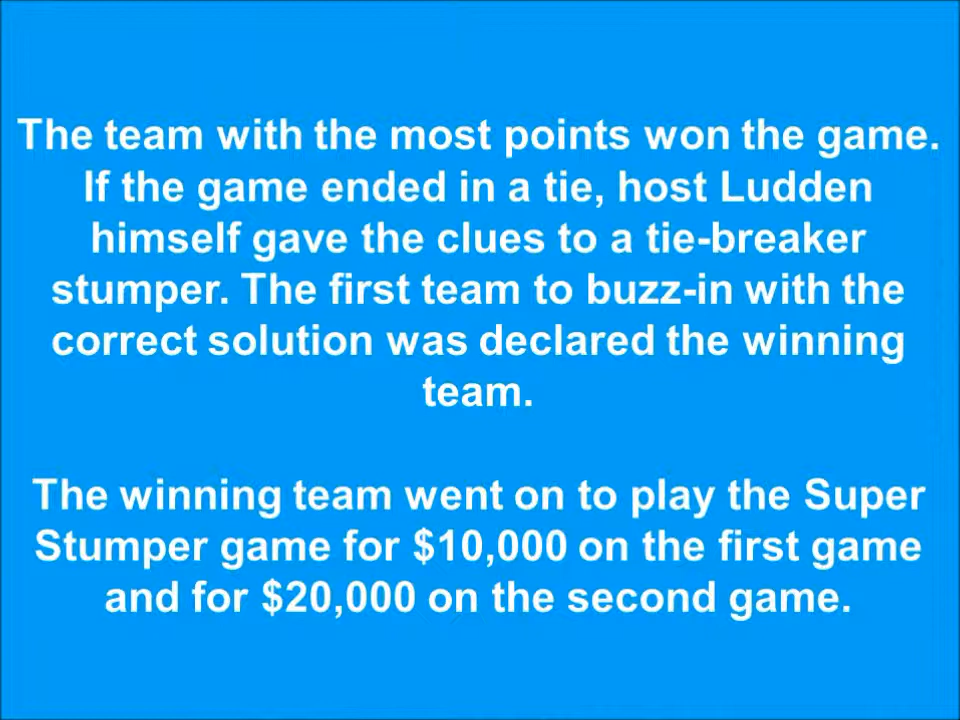 The team with the most points won the game.
If the game ended in a tie, host Ludden
himself gave the clues to a tie-breaker
stumper. The first team to buzz-in with the
correct solution was declared the winning
team.
The winning team went on to play the Super
Stumper game for $10,000 on the first game
and for $20,000 on the second game.